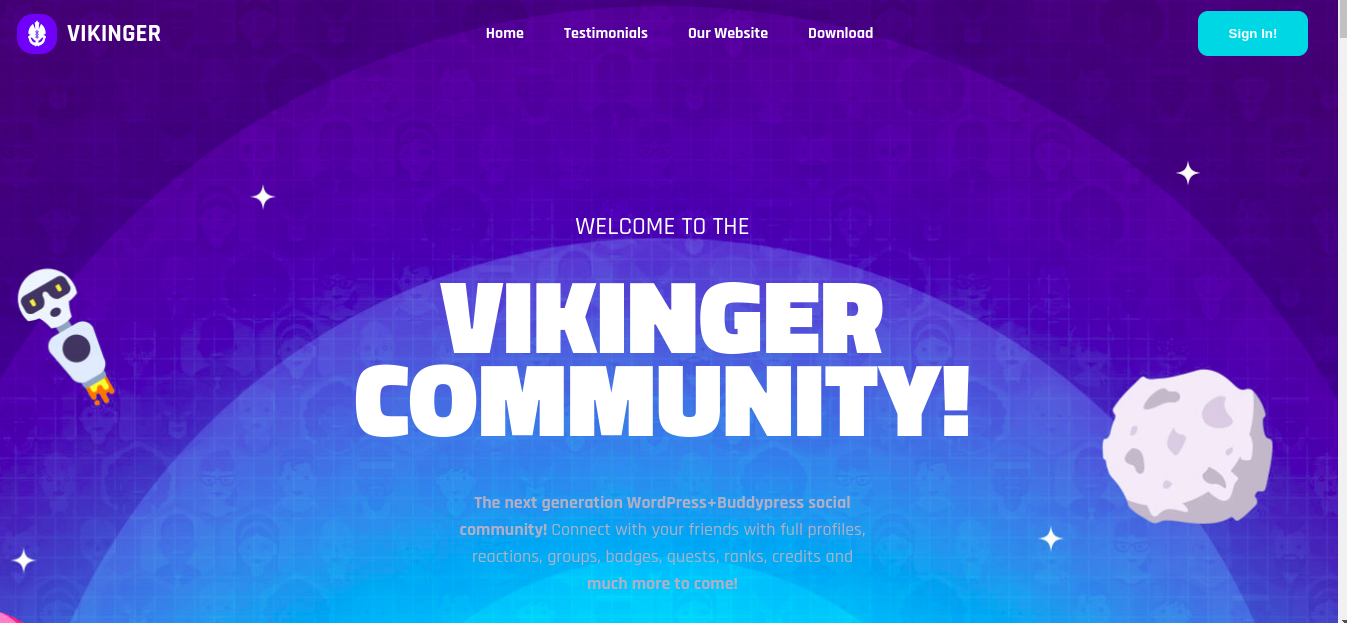 VIKINGER
Home Testimonials Our Website Download
Sign In!
WELCOME TO THE
VIKINGER
COMMUNITY!
The next generation WordPress+Buddypress social
community! Connect with your friends with full profiles,
reactions, groups, badges, quests, ranks, credits and
much more to come!